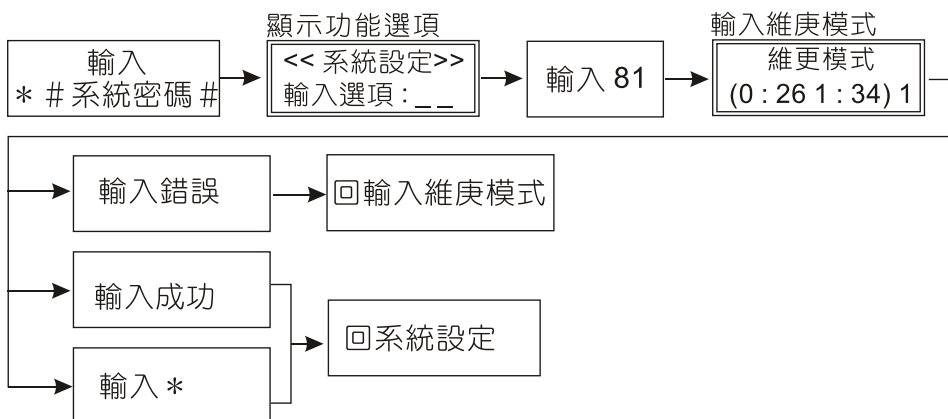 顯示功能選項
輸入維庚模式
輸入
＊＃系統密碼＃
<< 系統設定>>
輸入選項：_ _
輸入 81
維更模式
(0 : 26 1 : 34) 1
輸入錯誤
回輸入維庚模式
輸入成功
回系統設定
輸入＊